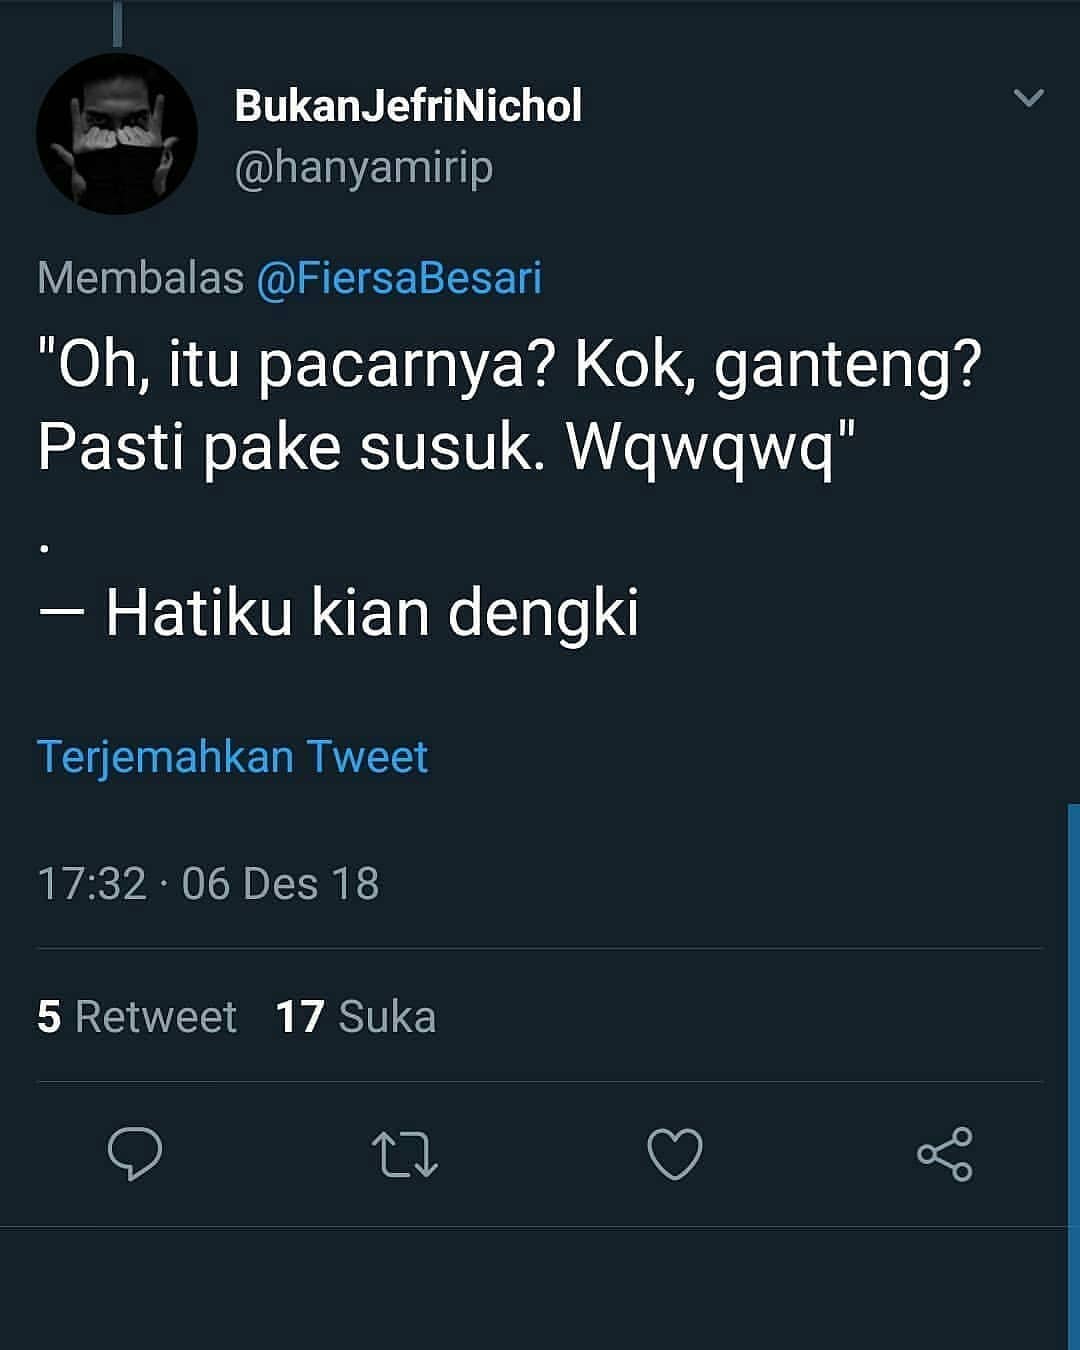 BukanJefriNichol
@hanyamirip
Membalas @FiersaBesari
"Oh, itu pacarnya? Kok, ganteng?
Pasti pake susuk. Wqwqwq"
.
— Hatiku kian dengki
Terjemahkan Tweet
17:32 · 06 Des 18
5 Retweet 17 Suka